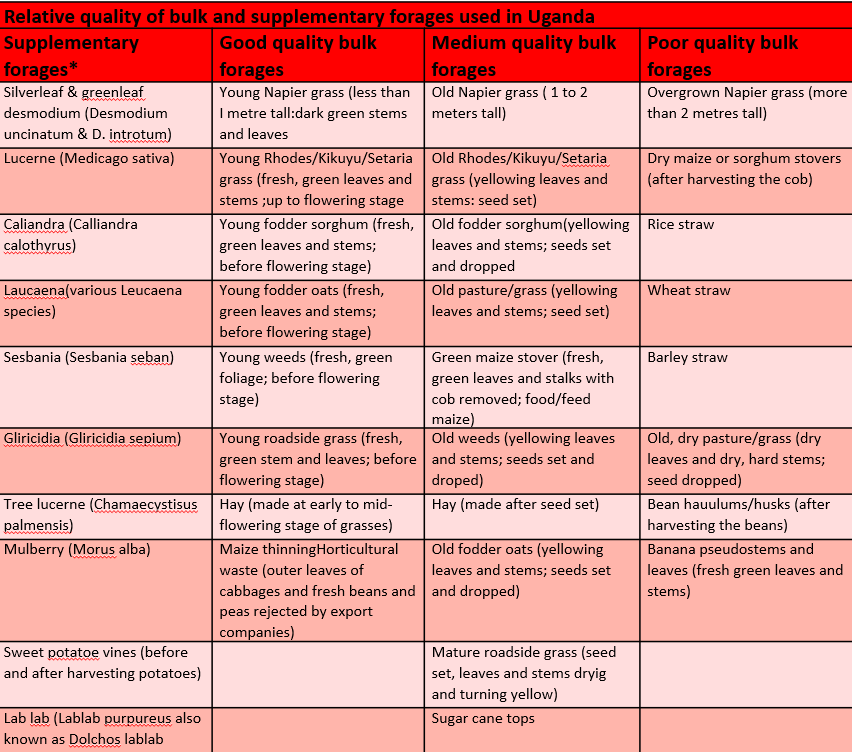 Relative quality of bulk and supplementary forages used in Uganda
Supplementary
forages*
Good quality bulk
forages
Medium quality bulk
forages
Poor quality bulk
forages
Silverleaf & greenleaf
desmodium (Desmodium
uncinatum & D. introtum)
Young Napier grass (less than
I metre tall:dark green stems
and leaves
Old Napier grass ( 1 to 2
meters tall)
Overgrown Napier grass (more
than 2 metres tall)
Lucerne (Medicago sativa)
Young Rhodes/Kikuyu/Setaria
grass (fresh, green leaves and
stems ;up to flowering stage
Old Rhodes/Kikuyu/Setaria
grass (yellowing leaves and
stems: seed set)
Dry maize or sorghum stovers
(after harvesting the cob)
Caliandra (Calliandra
calothyrus)
Young fodder sorghum (fresh,
green leaves and stems;
before flowering stage)
Old fodder sorghum(yellowing
leaves and stems; seeds set
and dropped
Rice straw
Laucaena(various Leucaena
species)
Young fodder oats (fresh,
green leaves and stems;
before flowering stage)
Old pasture/grass (yellowing
leaves and stems; seed set)
Wheat straw
Sesbania (Sesbania seban)
Young weeds (fresh, green
foliage; before flowering
stage)
Green maize stover (fresh,
green leaves and stalks with
cob removed; food/feed
maize)
Barley straw
Gliricidia (Gliricidia sepium)
Young roadside grass (fresh,
green stem and leaves; before
flowering stage)
Old weeds (yellowing leaves
and stems; seeds set and
droped)
Old, dry pasture/grass (dry
leaves and dry, hard stems;
seed dropped)
Tree lucerne (Chamaecystisus
palmensis)
Hay (made at early to mid-
flowering stage of grasses)
Hay (made after seed set)
Bean hauulums/husks (after
harvesting the beans)
Mulberry (Morus alba)
Maize thinningHorticultural
waste (outer leaves of
cabbages and fresh beans and
peas rejected by export
companies)
Old fodder oats (yellowing
leaves and stems; seeds set
and dropped)
Banana pseudostems and
leaves (fresh green leaves and
stems)
Sweet potatoe vines (before
and after harvesting potatoes)
Mature roadside grass (seed
set, leaves and stems dryig
and turning yellow)
Lab lab (Lablab purpureus also
known as Dolchos lablab
Sugar cane tops